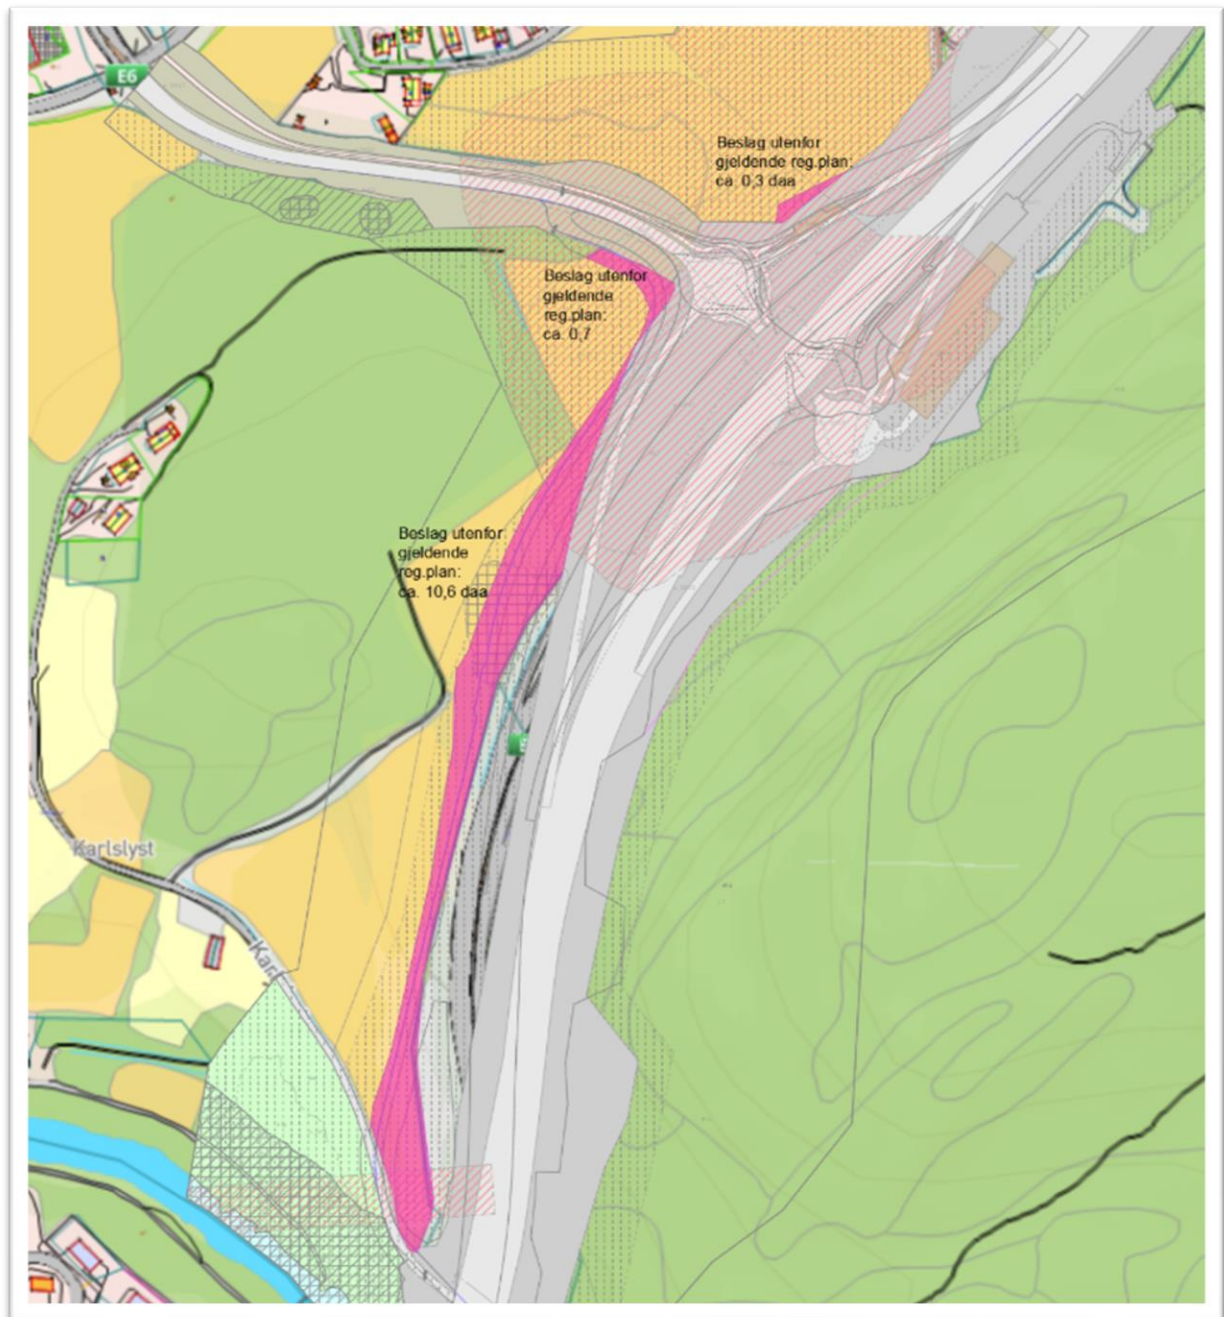 E6
Beslag utenfor
gjeldende reg.plan:
ca. 0,3 daa
Beslag utenfor
gjeldende
reg.plan:
ca. 0,7
Beslag utenfor
gjeldende
reg.plan:
ca. 10,6 daa
Karlslyst
Karl